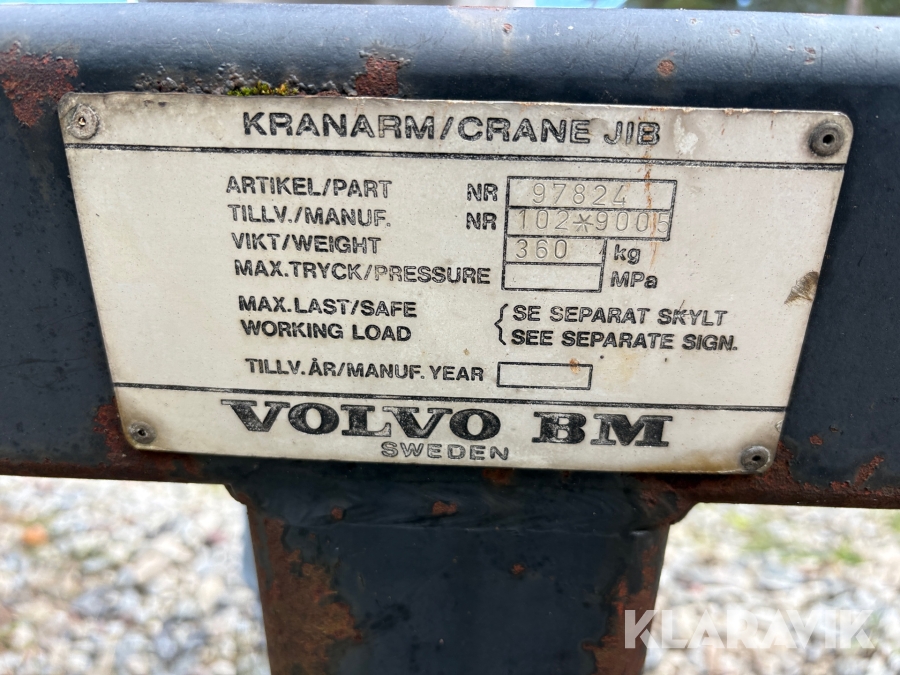 KRANARM/CRANE JIB
ARTIKEL/PART NR 97824
TILLV./MANUF. NR 102*9005
VIKT/WEIGHT 360 kg
MAX.TRYCK/PRESSURE MPa
MAX.LAST/SAFE { SE SEPARAT SKYLT
WORKING LOAD SEE SEPARATE SIGN.
TILLV.ÅR/MANUF.YEAR
VOLVO BM
SWEDEN
KLARAVIK